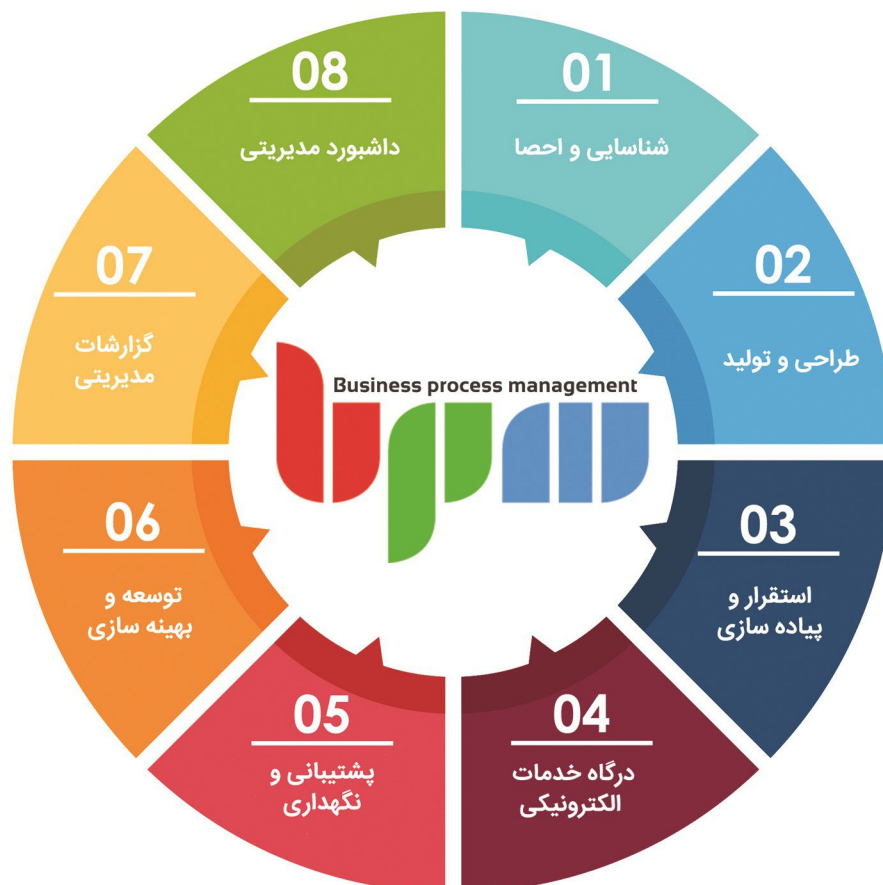 01
شناسایی و احصا
02
طراحی و تولید
03
استقرار و
پیاده سازی
04
درگاه خدمات
الکترونیکی
05
پشتیبانی و
نگهداری
06
توسعه و
بهینه سازی
07
گزارشات
مدیریتی
08
داشبورد مدیریتی
Business process management
bpm